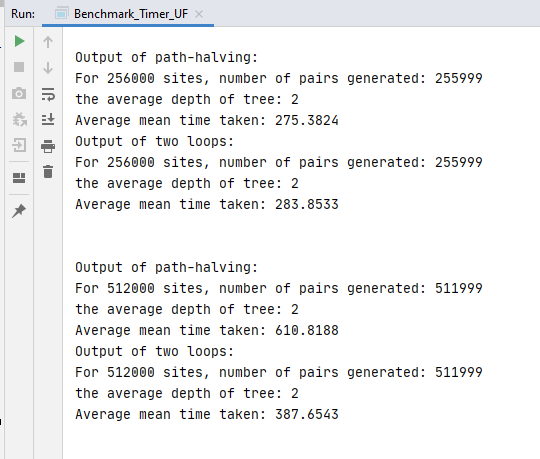 Run: Benchmark_Timer_UF
Output of path-halving:
For 256000 sites, number of pairs generated: 255999
the average depth of tree: 2
Average mean time taken: 275.3824
Output of two loops:
For 256000 sites, number of pairs generated: 255999
the average depth of tree: 2
Average mean time taken: 283.8533
Output of path-halving:
For 512000 sites, number of pairs generated: 511999
the average depth of tree: 2
Average mean time taken: 610.8188
Output of two loops:
For 512000 sites, number of pairs generated: 511999
the average depth of tree: 2
Average mean time taken: 387.6543